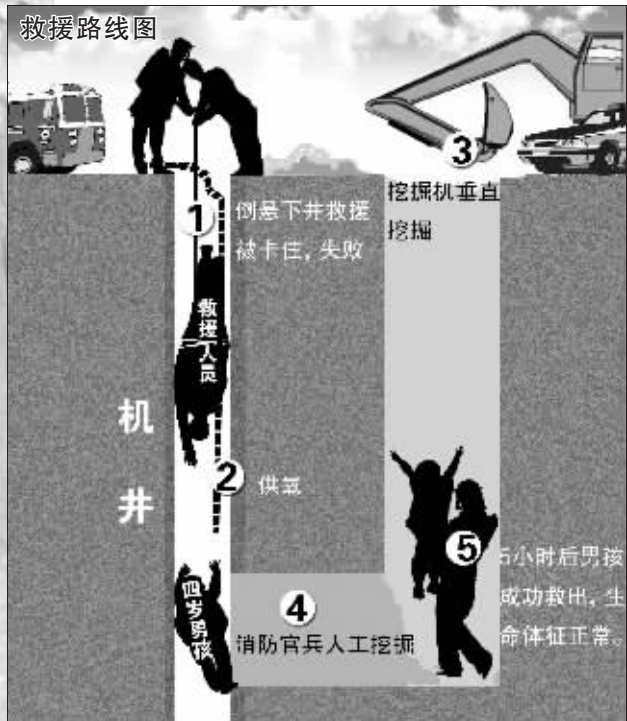 救援路线图
1
倒悬下井救援
被卡住，失败
救援人员
3
挖掘机垂直
挖掘
机井
2
供氧
四岁男孩
4
消防官兵人工挖掘
5
5小时后男孩
成功救出，生
命体征正常。